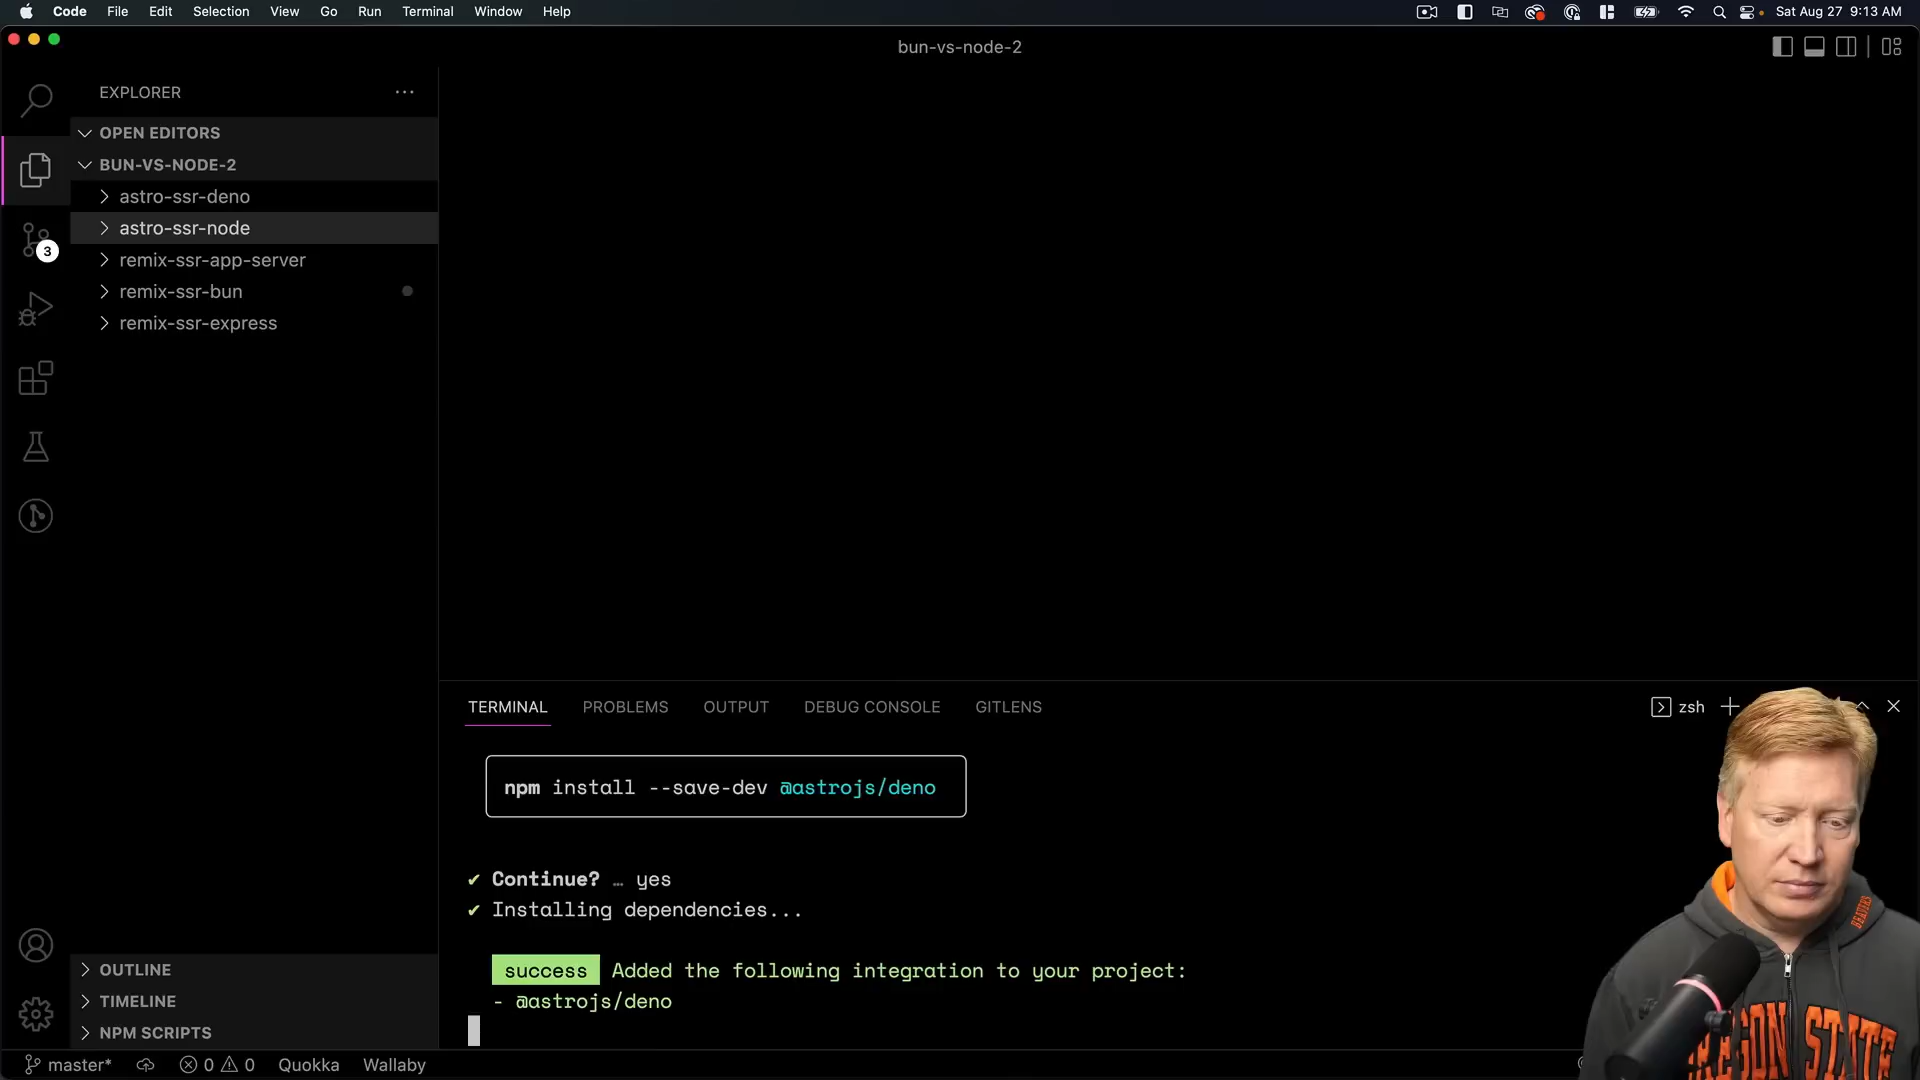 Code File Edit Selection View Go Run Terminal Window Help Sat Aug 27 9:13 AM
bun-vs-node-2
EXPLORER
OPEN EDITORS
BUN-VS-NODE-2
astro-ssr-deno
astro-ssr-node
remix-ssr-app-server
remix-ssr-bun
remix-ssr-express
3
TERMINAL PROBLEMS OUTPUT DEBUG CONSOLE GITLENS zsh
npm install --save-dev @astrojs/deno
✔ Continue? … yes
✔ Installing dependencies...
success Added the following integration to your project:
- @astrojs/deno
OUTLINE
TIMELINE
NPM SCRIPTS
master* 0 0 Quokka Wallaby
BEAVERS
OREGON STATE